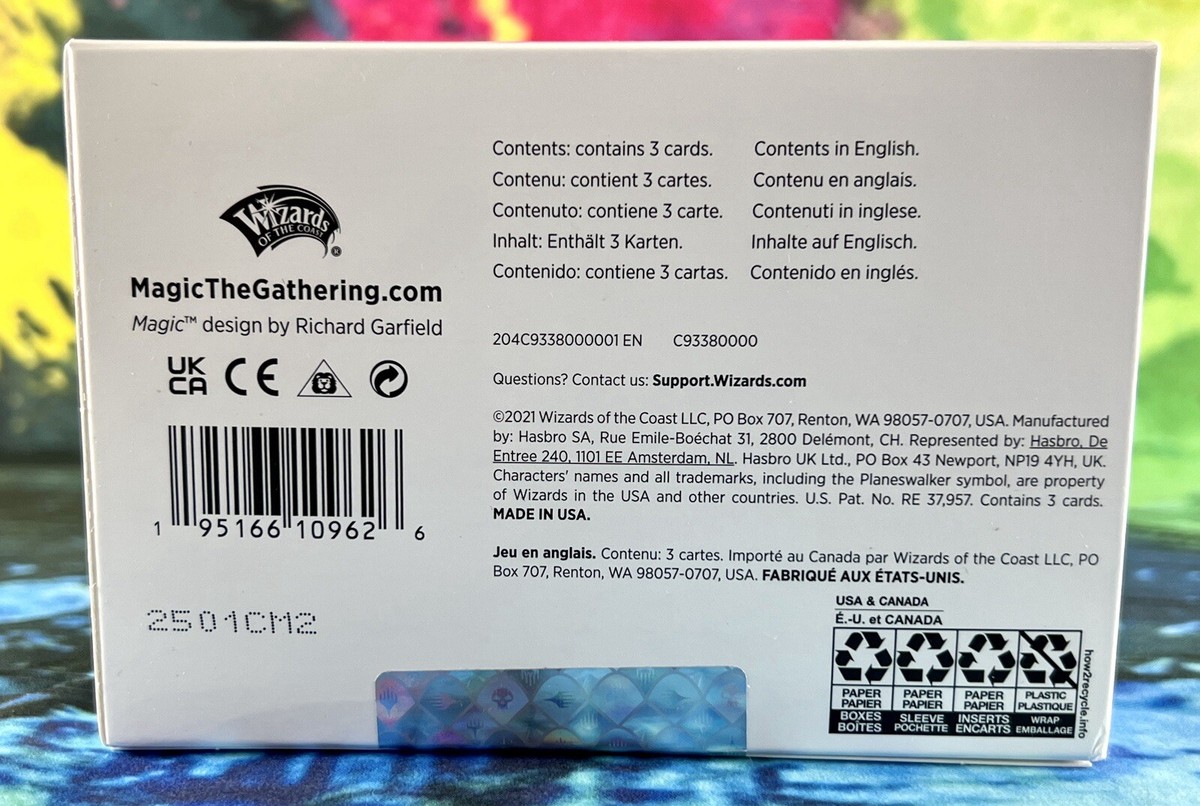 Wizards
OF THE COAST
®
MagicTheGathering.com
Magic™ design by Richard Garfield
UK
CA CE
1 95166 10962 6
2501CM2
Contents: contains 3 cards. Contents in English.
Contenu: contient 3 cartes. Contenu en anglais.
Contenuto: contiene 3 carte. Contenuti in inglese.
Inhalt: Enthält 3 Karten. Inhalte auf Englisch.
Contenido: contiene 3 cartas. Contenido en inglés.
204C9338000001 EN C93380000
Questions? Contact us: Support.Wizards.com
©2021 Wizards of the Coast LLC, PO Box 707, Renton, WA 98057-0707, USA. Manufactured
by: Hasbro SA, Rue Emile-Boéchat 31, 2800 Delémont, CH. Represented by: Hasbro, De
Entree 240, 1101 EE Amsterdam, NL. Hasbro UK Ltd., PO Box 43 Newport, NP19 4YH, UK.
Characters' names and all trademarks, including the Planeswalker symbol, are property
of Wizards in the USA and other countries. U.S. Pat. No. RE 37,957. Contains 3 cards.
MADE IN USA.
Jeu en anglais. Contenu: 3 cartes. Importé au Canada par Wizards of the Coast LLC, PO
Box 707, Renton, WA 98057-0707, USA. FABRIQUÉ AUX ÉTATS-UNIS.
USA & CANADA
É.-U. et CANADA
PAPER PAPER PAPER PLASTIC
PAPIER PAPIER PAPIER PLASTIQUE
BOXES SLEEVE INSERTS WRAP
BOÎTES POCHETTE ENCARTS EMBALLAGE
how2recycle.info